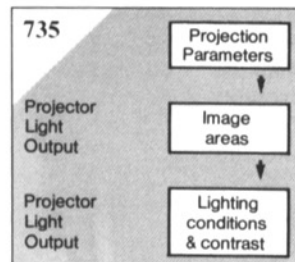 735
Projection
Parameters
Projector
Light
Output
Image
areas
Projector
Light
Output
Lighting
conditions
& contrast